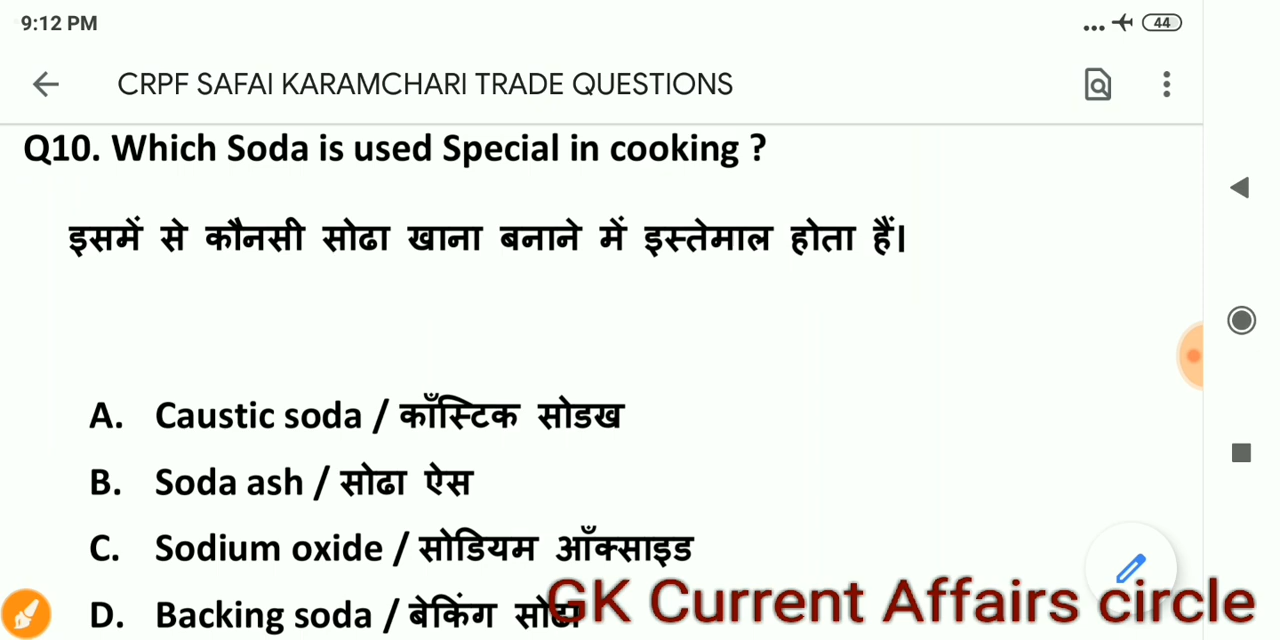 9:12 PM
44
CRPF SAFAI KARAMCHARI TRADE QUESTIONS
Q10. Which Soda is used Special in cooking ?
इसमें से कौनसी सोढा खाना बनाने में इस्तेमाल होता हैं।
A. Caustic soda / कॉंस्टिक सोडख
B. Soda ash / सोढा ऐस
C. Sodium oxide / सोडियम ऑंक्साइड
D. Backing soda / बेकिंग सोढा
GK Current Affairs circle